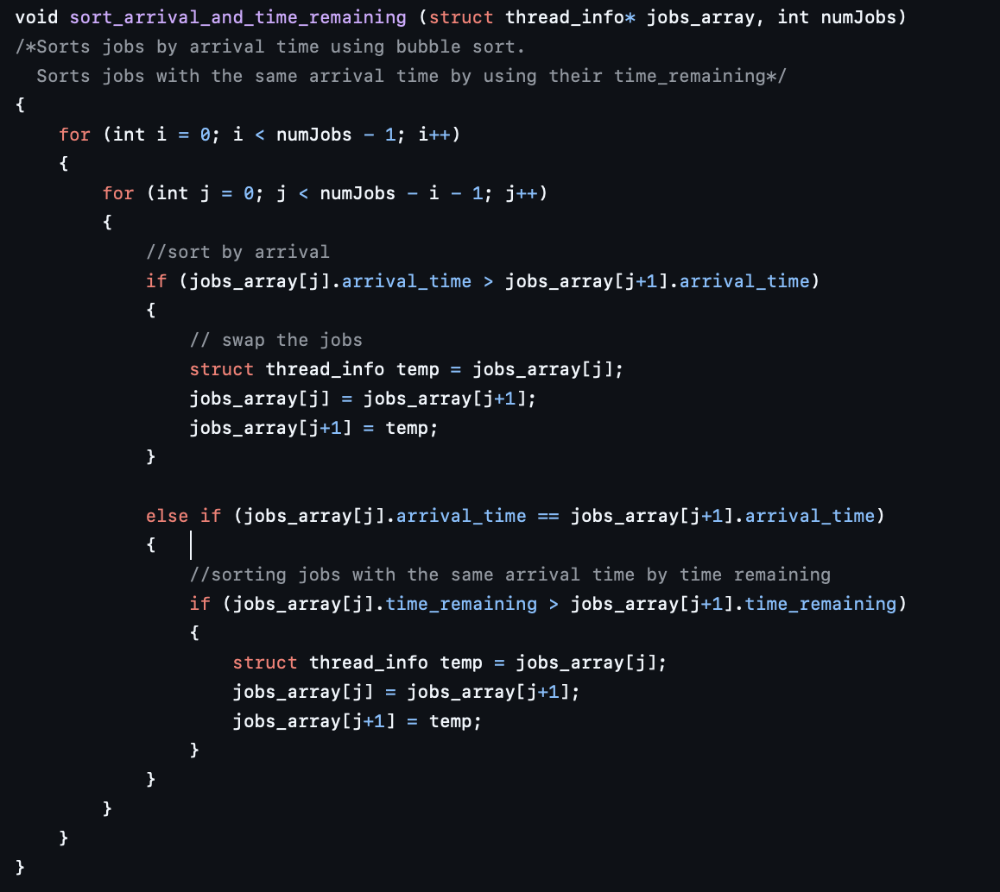 void sort_arrival_and_time_remaining (struct thread_info* jobs_array, int numJobs)
/*Sorts jobs by arrival time using bubble sort.
  Sorts jobs with the same arrival time by using their time_remaining*/
{
    for (int i = 0; i < numJobs - 1; i++)
    {
        for (int j = 0; j < numJobs - i - 1; j++)
        {
            //sort by arrival
            if (jobs_array[j].arrival_time > jobs_array[j+1].arrival_time)
            {
                // swap the jobs
                struct thread_info temp = jobs_array[j];
                jobs_array[j] = jobs_array[j+1];
                jobs_array[j+1] = temp;
            }

            else if (jobs_array[j].arrival_time == jobs_array[j+1].arrival_time)
            {
                //sorting jobs with the same arrival time by time remaining
                if (jobs_array[j].time_remaining > jobs_array[j+1].time_remaining)
                {
                    struct thread_info temp = jobs_array[j];
                    jobs_array[j] = jobs_array[j+1];
                    jobs_array[j+1] = temp;
                }
            }
        }
    }
}